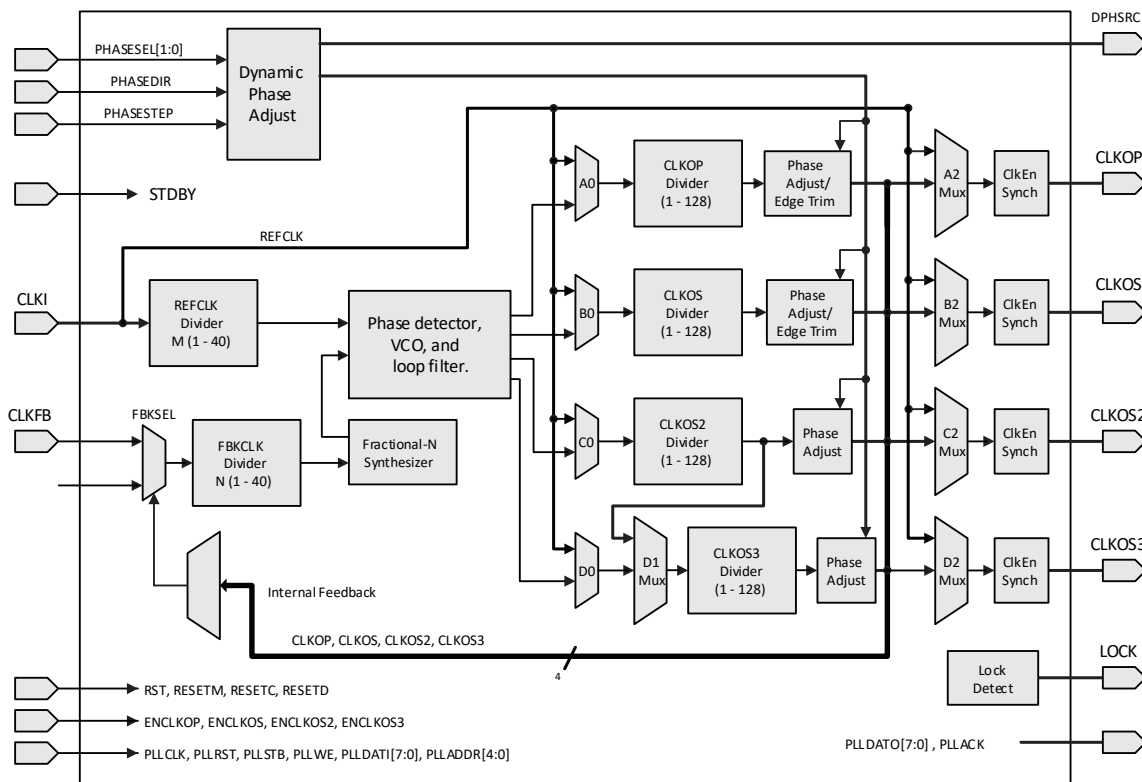 DPHSRC
PHASESEL[1:0]
PHASEDIR
PHASESTEP
Dynamic
Phase
Adjust
STDBY
REFCLK
CLKI
REFCLK
Divider
M (1 - 40)
Phase detector,
VCO, and
loop filter.
CLKFB
FBKSEL
FBKCLK
Divider
N (1 - 40)
Fractional-N
Synthesizer
A0
CLKOP
Divider
(1 - 128)
Phase
Adjust/
Edge Trim
A2
Mux
ClkEn
Synch
CLKOP
B0
CLKOS
Divider
(1 - 128)
Phase
Adjust/
Edge Trim
B2
Mux
ClkEn
Synch
CLKOS
C0
CLKOS2
Divider
(1 - 128)
Phase
Adjust
C2
Mux
ClkEn
Synch
CLKOS2
D0
D1
Mux
CLKOS3
Divider
(1 - 128)
Phase
Adjust
D2
Mux
ClkEn
Synch
CLKOS3
Internal Feedback
CLKOP, CLKOS, CLKOS2, CLKOS3
4
Lock
Detect
LOCK
RST, RESETM, RESETC, RESETD
ENCLKOP, ENCLKOS, ENCLKOS2, ENCLKOS3
PLLCLK, PLLRST, PLLSTB, PLLWE, PLLDATI[7:0], PLLADDR[4:0]
PLLDATO[7:0] , PLLACK